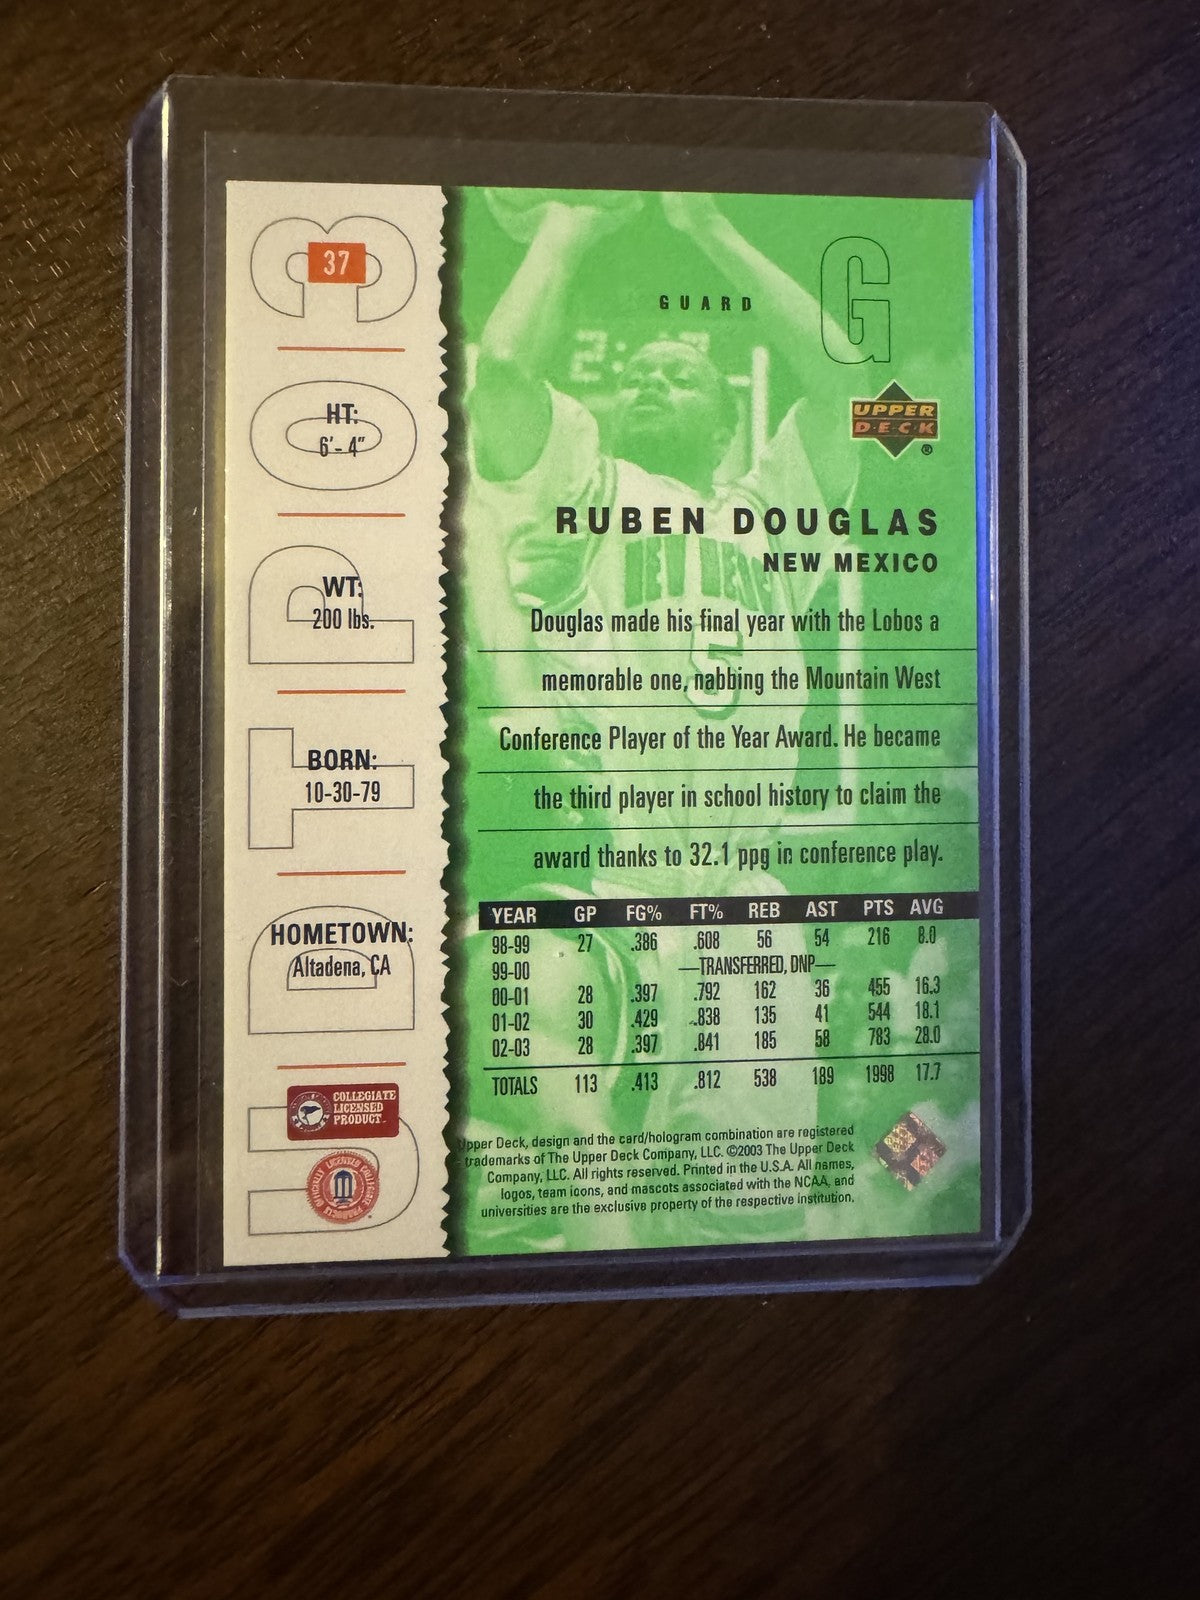 37
HT:
6'- 4"
WT:
200 lbs.
BORN:
10-30-79
HOMETOWN:
Altadena, CA
UD TPIO3
COLLEGIATE
LICENSED
PRODUCT
GUARD
G
UPPER
DECK
®
RUBEN DOUGLAS
NEW MEXICO
Douglas made his final year with the Lobos a
memorable one, nabbing the Mountain West
Conference Player of the Year Award. He became
the third player in school history to claim the
award thanks to 32.1 ppg in conference play.
YEAR GP FG% FT% REB AST PTS AVG
98-99 27 .386 .608 56 54 216 8.0
99-00 —TRANSFERRED, DNP—
00-01 28 .397 .792 162 36 455 16.3
01-02 30 .429 .838 135 41 544 18.1
02-03 28 .397 .841 185 58 783 28.0
TOTALS 113 .413 .812 538 189 1998 17.7
Upper Deck, design and the card/hologram combination are registered
trademarks of The Upper Deck Company, LLC. ©2003 The Upper Deck
Company, LLC. All rights reserved. Printed in the U.S.A. All names,
logos, team icons, and mascots associated with the NCAA, and
universities are the exclusive property of the respective institution.